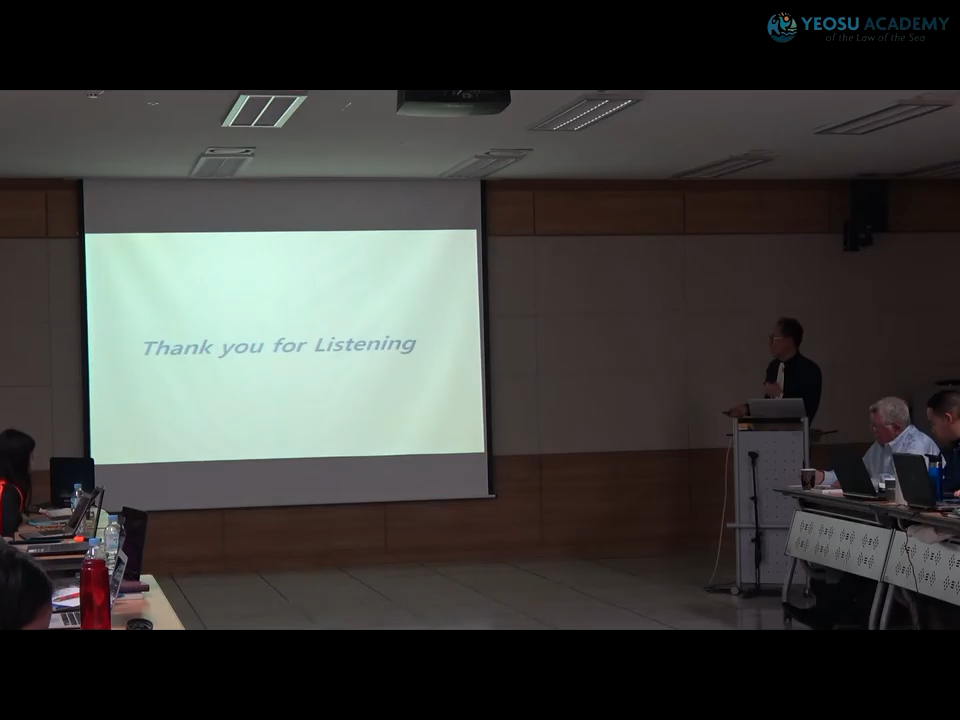 YEOSU ACADEMY
of the Law of the Sea
Thank you for Listening